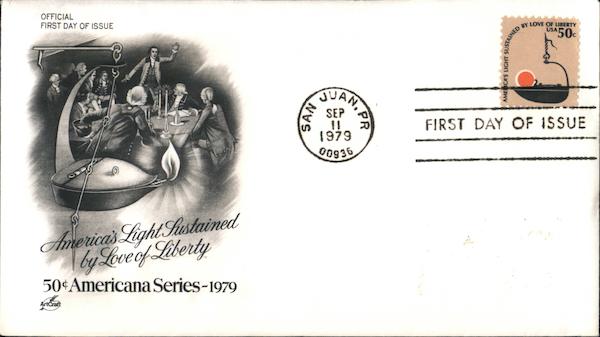 OFFICIAL
FIRST DAY OF ISSUE
AMERICA'S LIGHT SUSTAINED BY LOVE OF LIBERTY
USA 50c
SAN JUAN, PR
SEP
11
1979
00936
FIRST DAY OF ISSUE
America's Light Sustained
by Love of Liberty
50¢ Americana Series-1979
ArtCraft